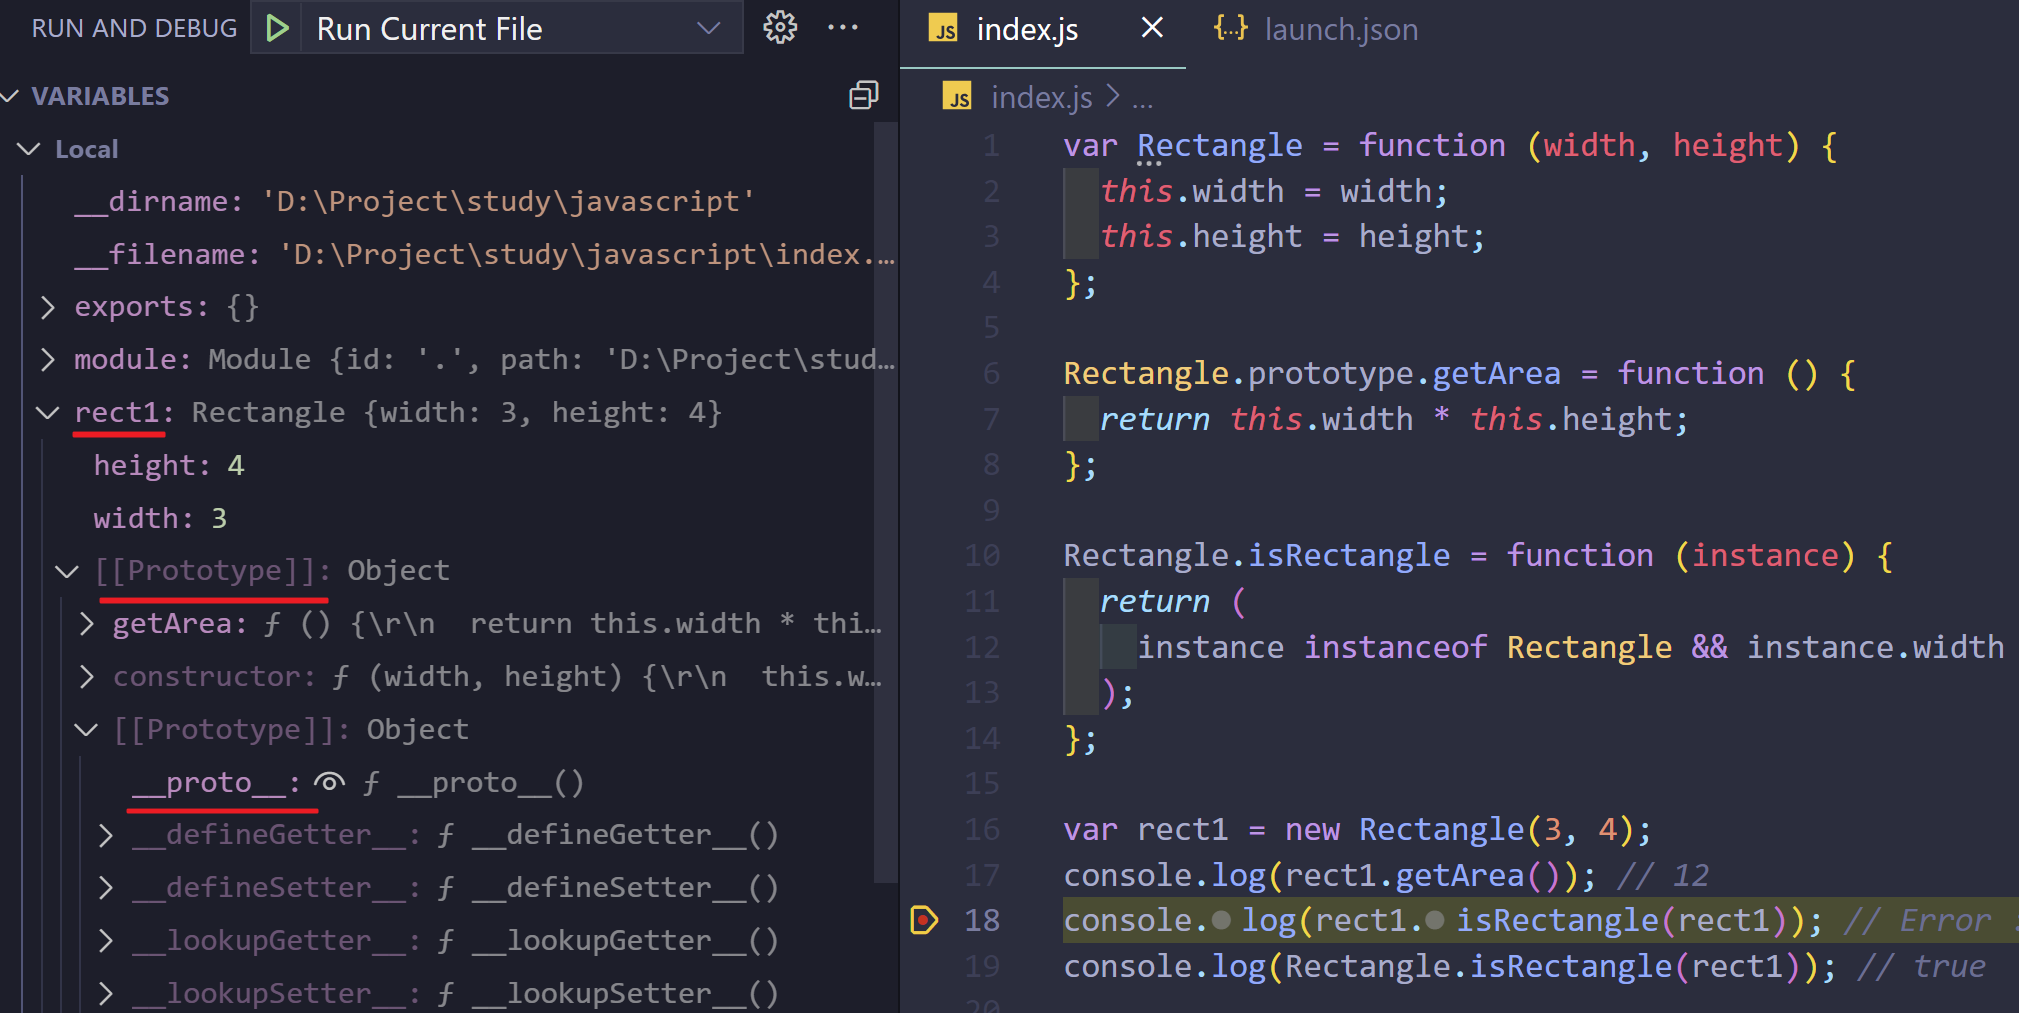 RUN AND DEBUG
Run Current File
VARIABLES
Local
__dirname: 'D:\Project\study\javascript'
__filename: 'D:\Project\study\javascript\index.…
exports: {}
module: Module {id: '.', path: 'D:\Project\stud…
rect1: Rectangle {width: 3, height: 4}
height: 4
width: 3
[[Prototype]]: Object
getArea: ƒ () {\r\n  return this.width * thi…
constructor: ƒ (width, height) {\r\n  this.w…
[[Prototype]]: Object
__proto__: ƒ __proto__()
__defineGetter__: ƒ __defineGetter__()
__defineSetter__: ƒ __defineSetter__()
__lookupGetter__: ƒ __lookupGetter__()
__lookupSetter__: ƒ __lookupSetter__()
JS index.js
{..} launch.json
JS index.js > ...
1 var Rectangle = function (width, height) {
2   this.width = width;
3   this.height = height;
4 };
5
6 Rectangle.prototype.getArea = function () {
7   return this.width * this.height;
8 };
9
10 Rectangle.isRectangle = function (instance) {
11   return (
12     instance instanceof Rectangle && instance.width
13   );
14 };
15
16 var rect1 = new Rectangle(3, 4);
17 console.log(rect1.getArea()); // 12
18 console.log(rect1.isRectangle(rect1)); // Error :
19 console.log(Rectangle.isRectangle(rect1)); // true
20